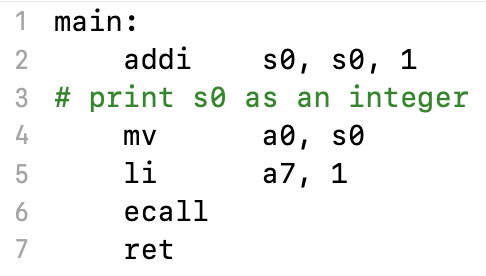 1 main:
2     addi    s0, s0, 1
3 # print s0 as an integer
4     mv      a0, s0
5     li      a7, 1
6     ecall
7     ret